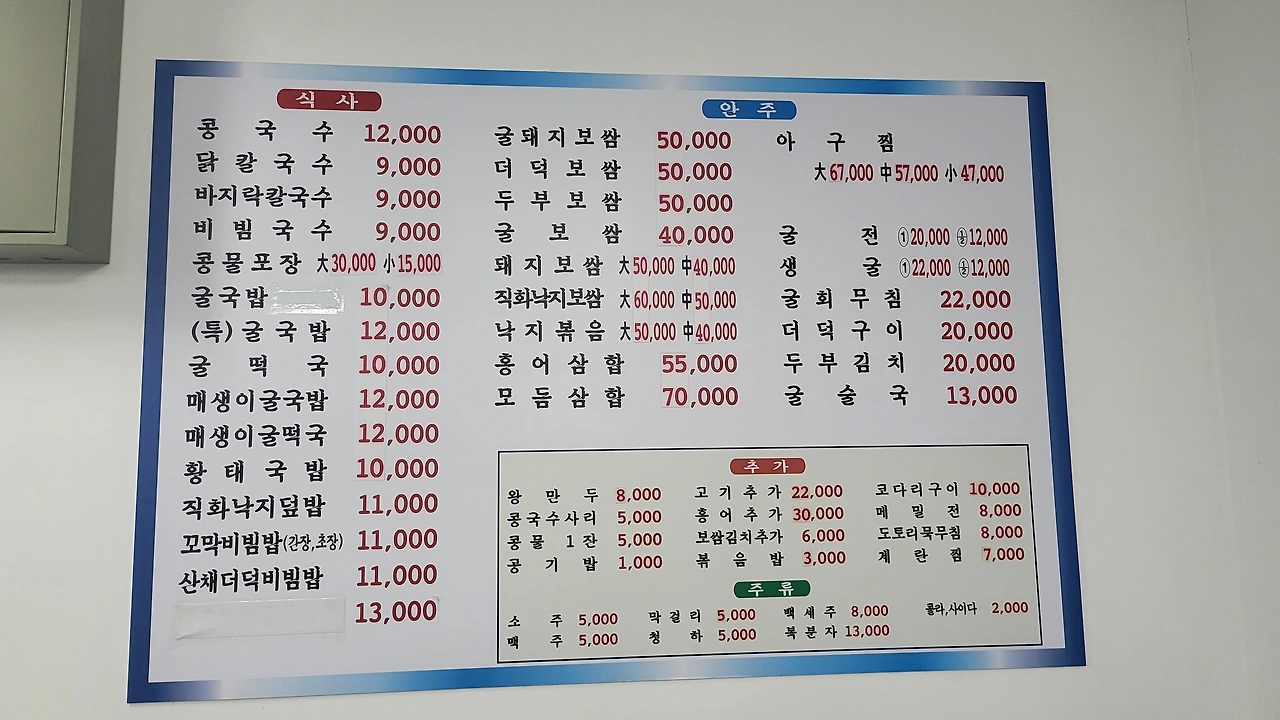 식 사
콩 국 수 12,000
닭 칼 국 수 9,000
바지락칼국수 9,000
비 빔 국 수 9,000
콩물포장 大30,000 小15,000
굴국밥 10,000
(특)굴국밥 12,000
굴 떡 국 10,000
매생이굴국밥 12,000
매생이굴떡국 12,000
황 태 국 밥 10,000
직화낙지덮밥 11,000
꼬막비빔밥(간장,초장) 11,000
산채더덕비빔밥 11,000
13,000
안 주
굴돼지보쌈 50,000
더 덕 보 쌈 50,000
두 부 보 쌈 50,000
굴 보 쌈 40,000
돼지보쌈 大50,000 中40,000
직화낙지보쌈 大60,000 中50,000
낙지볶음 大50,000 中40,000
홍 어 삼 합 55,000
모 듬 삼 합 70,000
아 구 찜
大67,000 中57,000 小47,000
굴 전 ①20,000 ½12,000
생 굴 ①22,000 ½12,000
굴 회 무 침 22,000
더 덕 구 이 20,000
두 부 김 치 20,000
굴 술 국 13,000
추 가
왕 만 두 8,000
콩국수사리 5,000
콩 물 1 잔 5,000
공 기 밥 1,000
고 기 추 가 22,000
홍 어 추 가 30,000
보쌈김치추가 6,000
볶 음 밥 3,000
코다리구이 10,000
메 밀 전 8,000
도토리묵무침 8,000
계 란 찜 7,000
주 류
소 주 5,000 막걸리 5,000 백세주 8,000 콜라,사이다 2,000
맥 주 5,000 청 하 5,000 복분자 13,000